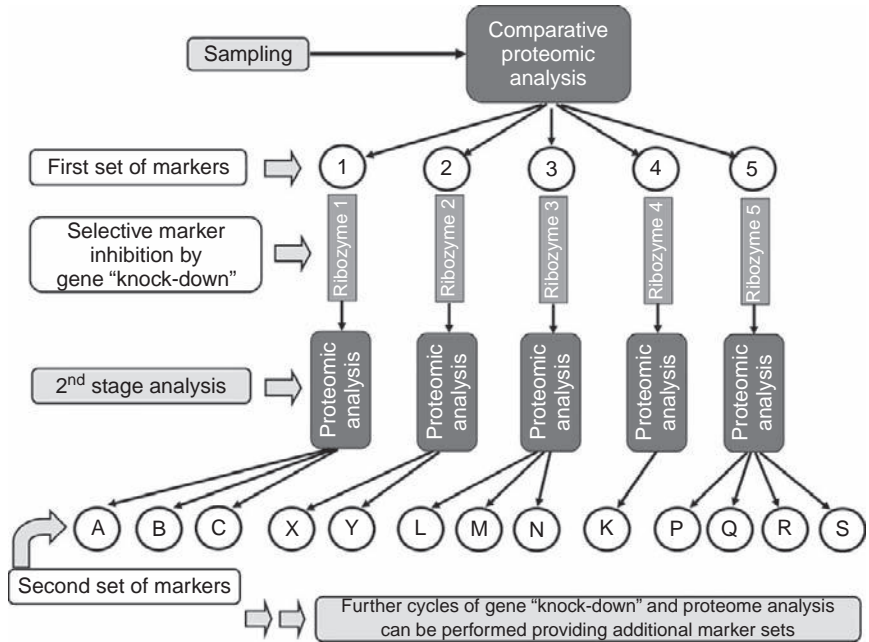 Comparative
proteomic
analysis
Sampling
First set of markers
1
2
3
4
5
Selective marker
inhibition by
gene “knock-down”
Ribozyme 1
Ribozyme 2
Ribozyme 3
Ribozyme 4
Ribozyme 5
2nd stage analysis
Proteomic
analysis
Proteomic
analysis
Proteomic
analysis
Proteomic
analysis
Proteomic
analysis
A
B
C
X
Y
L
M
N
K
P
Q
R
S
Second set of markers
Further cycles of gene “knock-down” and proteome analysis
can be performed providing additional marker sets